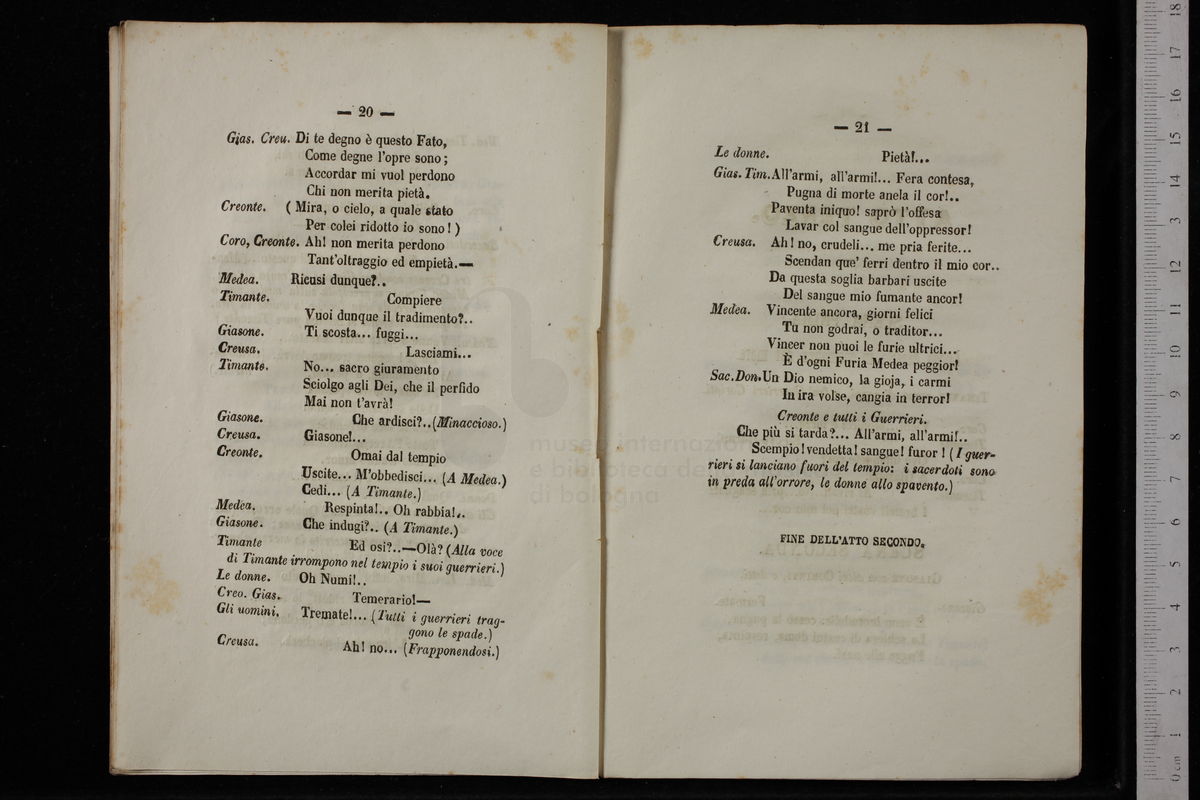 — 20 —
Gias. Creu. Di te degno è questo Fato,
Come degne l'opre sono;
Accordar mi vuol perdono
Chi non merita pietà.
Creonte. (Mira, o cielo, a quale stato
Per colei ridotto io sono!)
Coro, Creonte. Ah! non merita perdono
Tant'oltraggio ed empietà.—
Medea. Ricusi dunque?..
Timante. Compiere
Vuoi dunque il tradimento?..
Giasone. Ti scosta... fuggi...
Creusa. Lasciami...
Timante. No... sacro giuramento
Sciolgo agli Dei, che il perfido
Mai non t'avrà!
Giasone. Che ardisci?..(Minaccioso.)
Creusa. Giasone!...
Creonte. Omai dal tempio
Uscite... M'obbedisci... (A Medea.)
Cedi... (A Timante.)
Medea. Respinta!.. Oh rabbia!..
Giasone. Che indugi?.. (A Timante.)
Timante Ed osi?..—Olà? (Alla voce
di Timante irrompono nel tempio i suoi guerrieri.)
Le donne. Oh Numi!..
Creo. Gias. Temerario!—
Gli uomini. Tremate!... (Tutti i guerrieri trag-
gono le spade.)
Creusa. Ah! no... (Frapponendosi.)
— 21 —
Le donne. Pietà!...
Gias. Tim. All'armi, all'armi!... Fera contesa,
Pugna di morte anela il cor!..
Paventa iniquo! saprò l'offesa
Lavar col sangue dell'oppressor!
Creusa. Ah! no, crudeli... me pria ferite...
Scendan que' ferri dentro il mio cor..
Da questa soglia barbari uscite
Del sangue mio fumante ancor!
Medea. Vincente ancora, giorni felici
Tu non godrai, o traditor...
Vincer non puoi le furie ultrici...
È d'ogni Furia Medea peggior!
Sac. Don. Un Dio nemico, la gioja, i carmi
In ira volse, cangia in terror!
Creonte e tutti i Guerrieri.
Che più si tarda?... All'armi, all'armi!..
Scempio! vendetta! sangue! furor! (I guer-
rieri si lanciano fuori del tempio: i sacerdoti sono
in preda all'orrore, le donne allo spavento.)
FINE DELL'ATTO SECONDO.